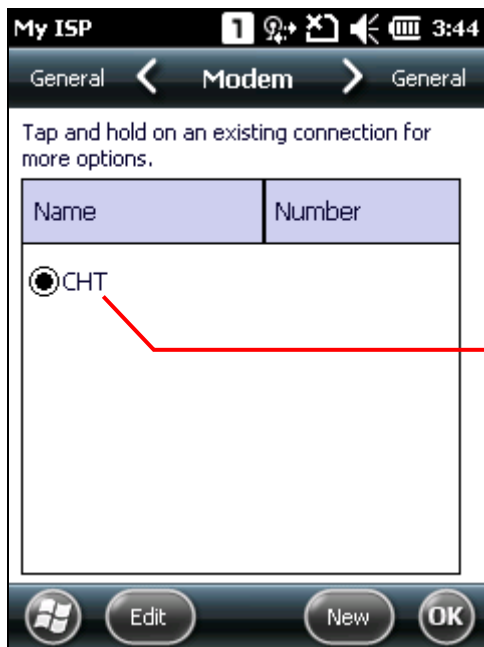 My ISP 1 3:44
General Modem General
Tap and hold on an existing connection for
more options.
Name Number
CHT
Edit New OK